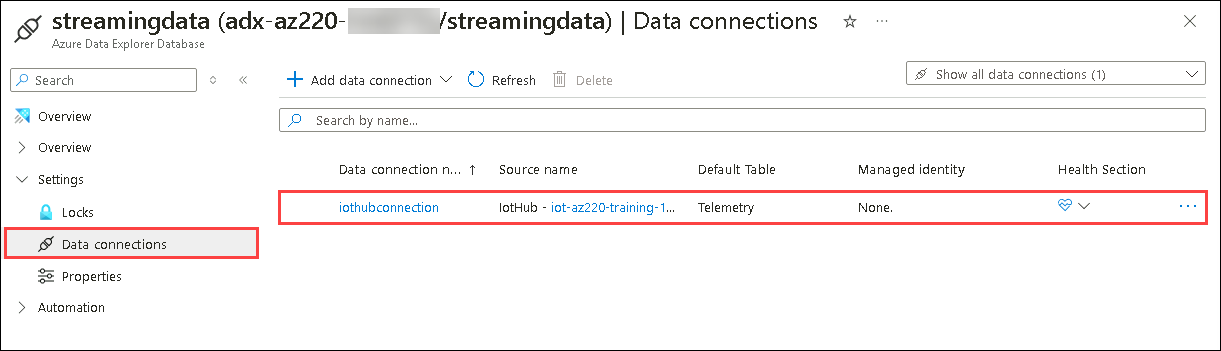 streamingdata (adx-az220- /streamingdata) | Data connections
Azure Data Explorer Database
Search
Add data connection
Refresh
Delete
Show all data connections (1)
Overview
Search by name...
Overview
Data connection n... ↑ Source name Default Table Managed identity Health Section
Settings
iothubconnection IotHub - iot-az220-training-1... Telemetry None.
Locks
Data connections
Properties
Automation